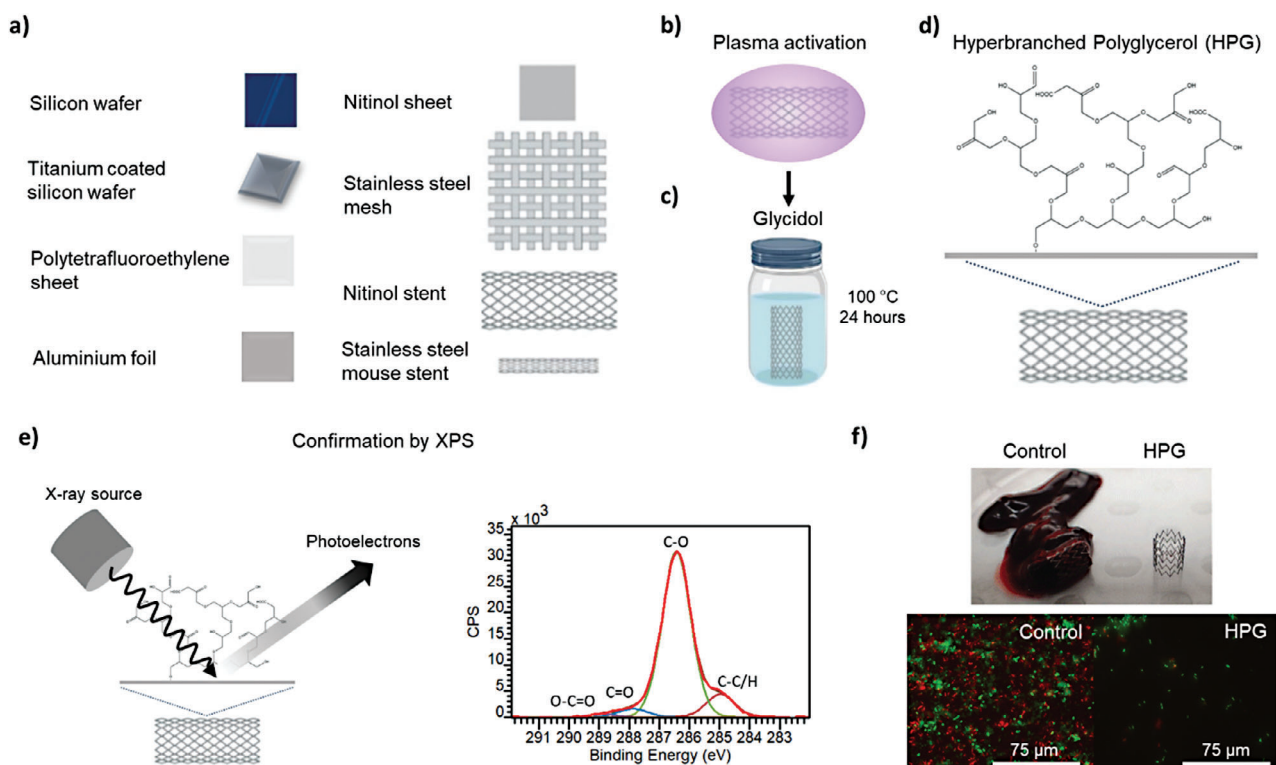 a)
Silicon wafer
Titanium coated
silicon wafer
Polytetrafluoroethylene
sheet
Aluminium foil
Nitinol sheet
Stainless steel
mesh
Nitinol stent
Stainless steel
mouse stent
b)
Plasma activation
c)
Glycidol
100 °C
24 hours
d)
Hyperbranched Polyglycerol (HPG)
e)
Confirmation by XPS
X-ray source
Photoelectrons
x 10³
35
30
25
20
15
10
5
0
CPS
C-O
C-C/H
C=O
O-C=O
291 290 289 288 287 286 285 284 283
Binding Energy (eV)
f)
Control HPG
Control HPG
75 µm 75 µm